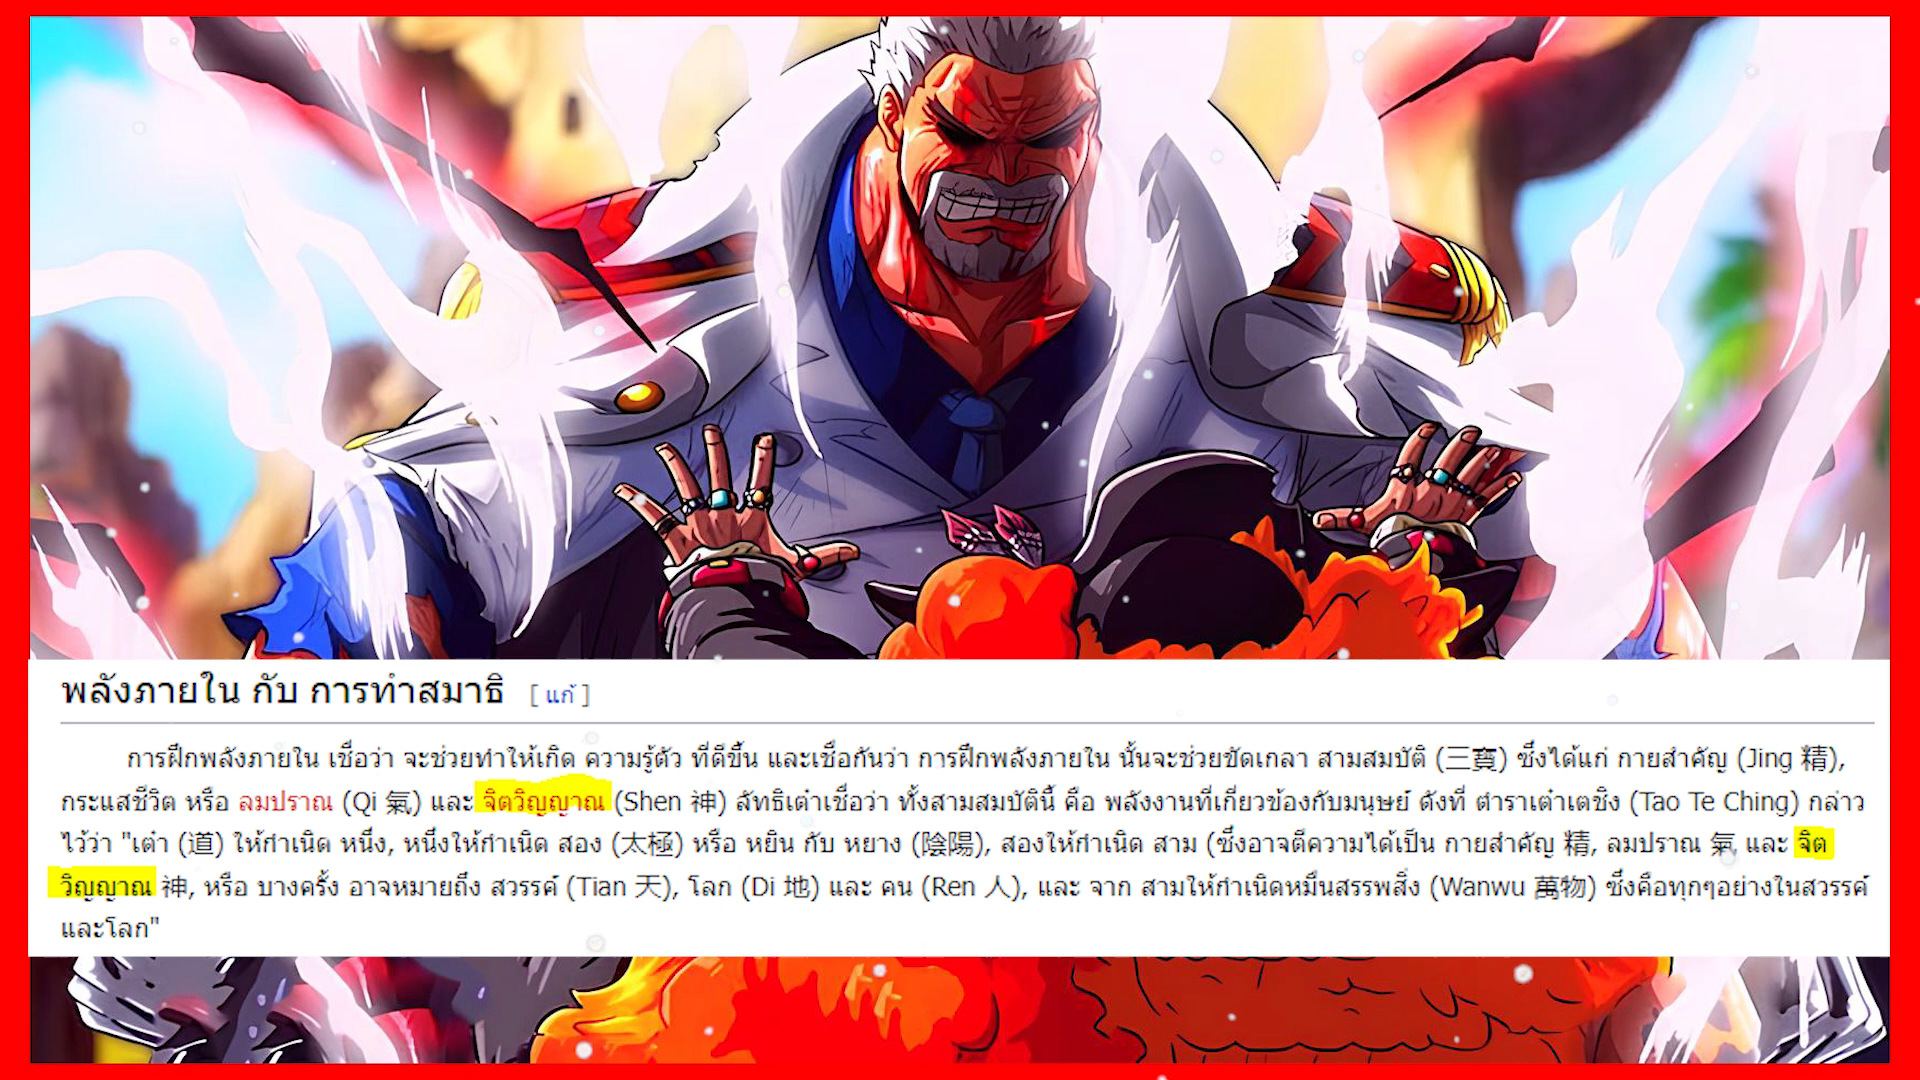 พลังภายใน กับ การทำสมาธิ [ แก้ ]
การฝึกพลังภายใน เชื่อว่า จะช่วยทำให้เกิด ความรู้ตัว ที่ดีขึ้น และเชื่อกันว่า การฝึกพลังภายใน นั้นจะช่วยขัดเกลา สามสมบัติ (三寶) ซึ่งได้แก่ กายสำคัญ (Jing 精),
กระแสชีวิต หรือ ลมปราณ (Qi 氣) และ จิตวิญญาณ (Shen 神) ลัทธิเต๋าเชื่อว่า ทั้งสามสมบัตินี้ คือ พลังงานที่เกี่ยวข้องกับมนุษย์ ดังที่ ตำราเต๋าเตชิง (Tao Te Ching) กล่าว
ไว้ว่า "เต๋า (道) ให้กำเนิด หนึ่ง, หนึ่งให้กำเนิด สอง (太極) หรือ หยิน กับ หยาง (陰陽), สองให้กำเนิด สาม (ซึ่งอาจตีความได้เป็น กายสำคัญ 精, ลมปราณ 氣, และ จิต
วิญญาณ 神, หรือ บางครั้ง อาจหมายถึง สวรรค์ (Tian 天), โลก (Di 地) และ คน (Ren 人), และ จาก สามให้กำเนิดหมื่นสรรพสิ่ง (Wanwu 萬物) ซึ่งคือทุกๆอย่างในสวรรค์
และโลก"